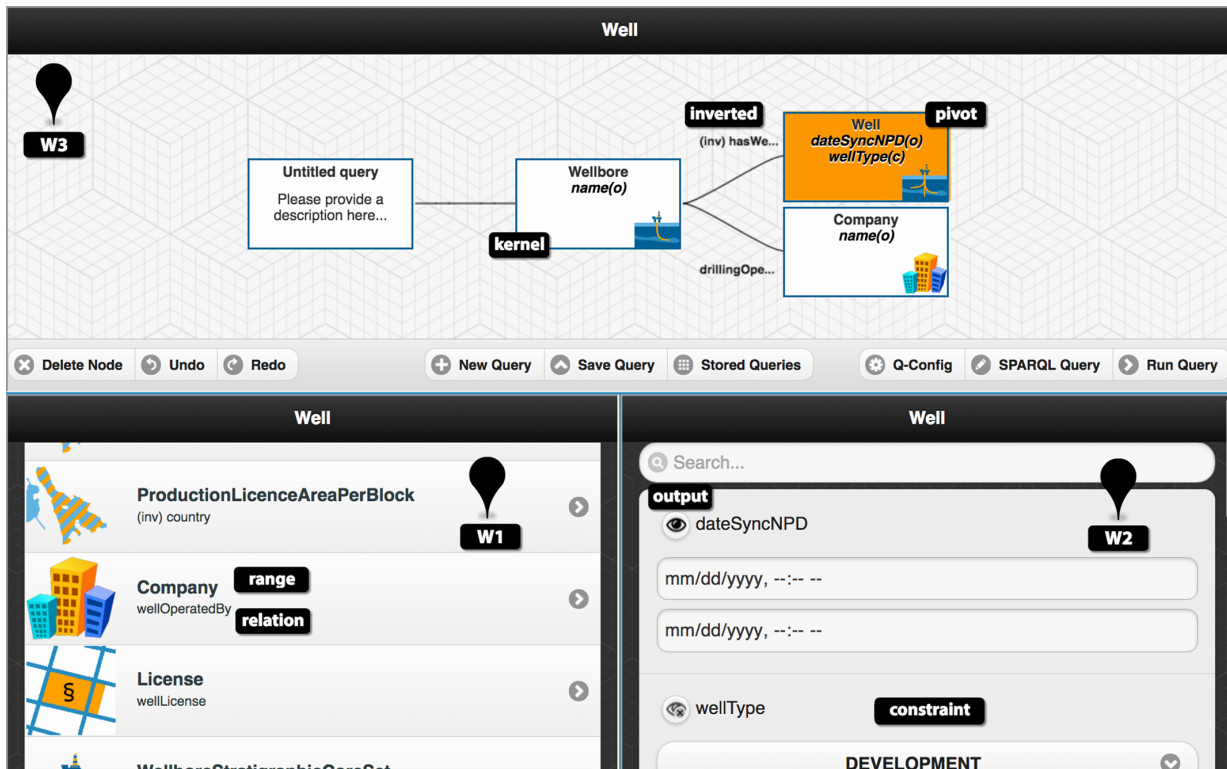 Well
W3
inverted
pivot
(inv) hasWe...
Well
dateSyncNPD(o)
wellType(c)
Untitled query
Please provide a
description here...
Wellbore
name(o)
kernel
Company
name(o)
drillingOpe...
Delete Node Undo Redo New Query Save Query Stored Queries Q-Config SPARQL Query Run Query
Well
ProductionLicenceAreaPerBlock
(inv) country
W1
Company
range
wellOperatedBy
relation
License
wellLicense
§
WellboreStratigraphicCoreSet
Well
Search...
output
dateSyncNPD
W2
mm/dd/yyyy, --:-- --
mm/dd/yyyy, --:-- --
wellType
constraint
DEVELOPMENT